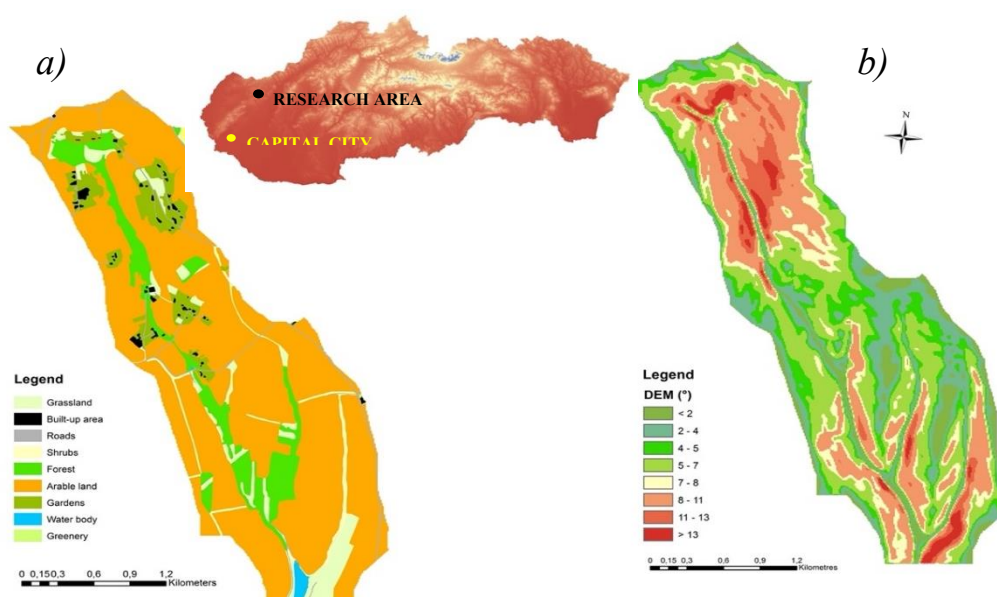 a)
RESEARCH AREA
CAPITAL CITY
b)
N
Legend
Grassland
Built-up area
Roads
Shrubs
Forest
Arable land
Gardens
Water body
Greenery
0 0,15 0,3 0,6 0,9 1,2
Kilometers
Legend
DEM (°)
< 2
2 - 4
4 - 5
5 - 7
7 - 8
8 - 11
11 - 13
> 13
0 0,15 0,3 0,6 0,9 1,2
Kilometres